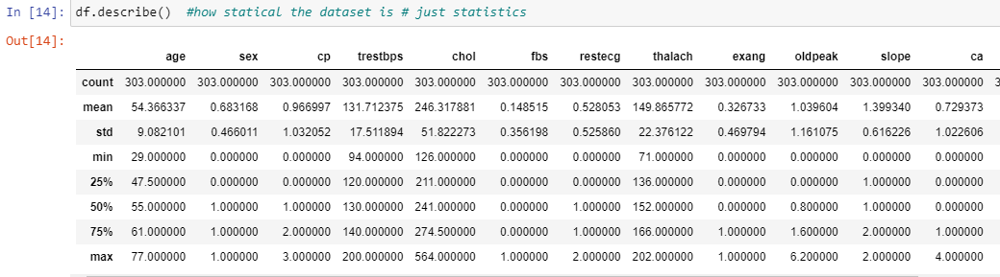 In [14]: df.describe()  #how statical the dataset is # just statistics
Out[14]:
age sex cp trestbps chol fbs restecg thalach exang oldpeak slope ca
count 303.000000 303.000000 303.000000 303.000000 303.000000 303.000000 303.000000 303.000000 303.000000 303.000000 303.000000 303.000000 3
mean 54.366337 0.683168 0.966997 131.712375 246.317881 0.148515 0.528053 149.865772 0.326733 1.039604 1.399340 0.729373
std 9.082101 0.466011 1.032052 17.511894 51.822273 0.356198 0.525860 22.376122 0.469794 1.161075 0.616226 1.022606
min 29.000000 0.000000 0.000000 94.000000 126.000000 0.000000 0.000000 71.000000 0.000000 0.000000 0.000000 0.000000
25% 47.500000 0.000000 0.000000 120.000000 211.000000 0.000000 0.000000 136.000000 0.000000 0.000000 1.000000 0.000000
50% 55.000000 1.000000 1.000000 130.000000 241.000000 0.000000 1.000000 152.000000 0.000000 0.800000 1.000000 0.000000
75% 61.000000 1.000000 2.000000 140.000000 274.500000 0.000000 1.000000 166.000000 1.000000 1.600000 2.000000 1.000000
max 77.000000 1.000000 3.000000 200.000000 564.000000 1.000000 2.000000 202.000000 1.000000 6.200000 2.000000 4.000000